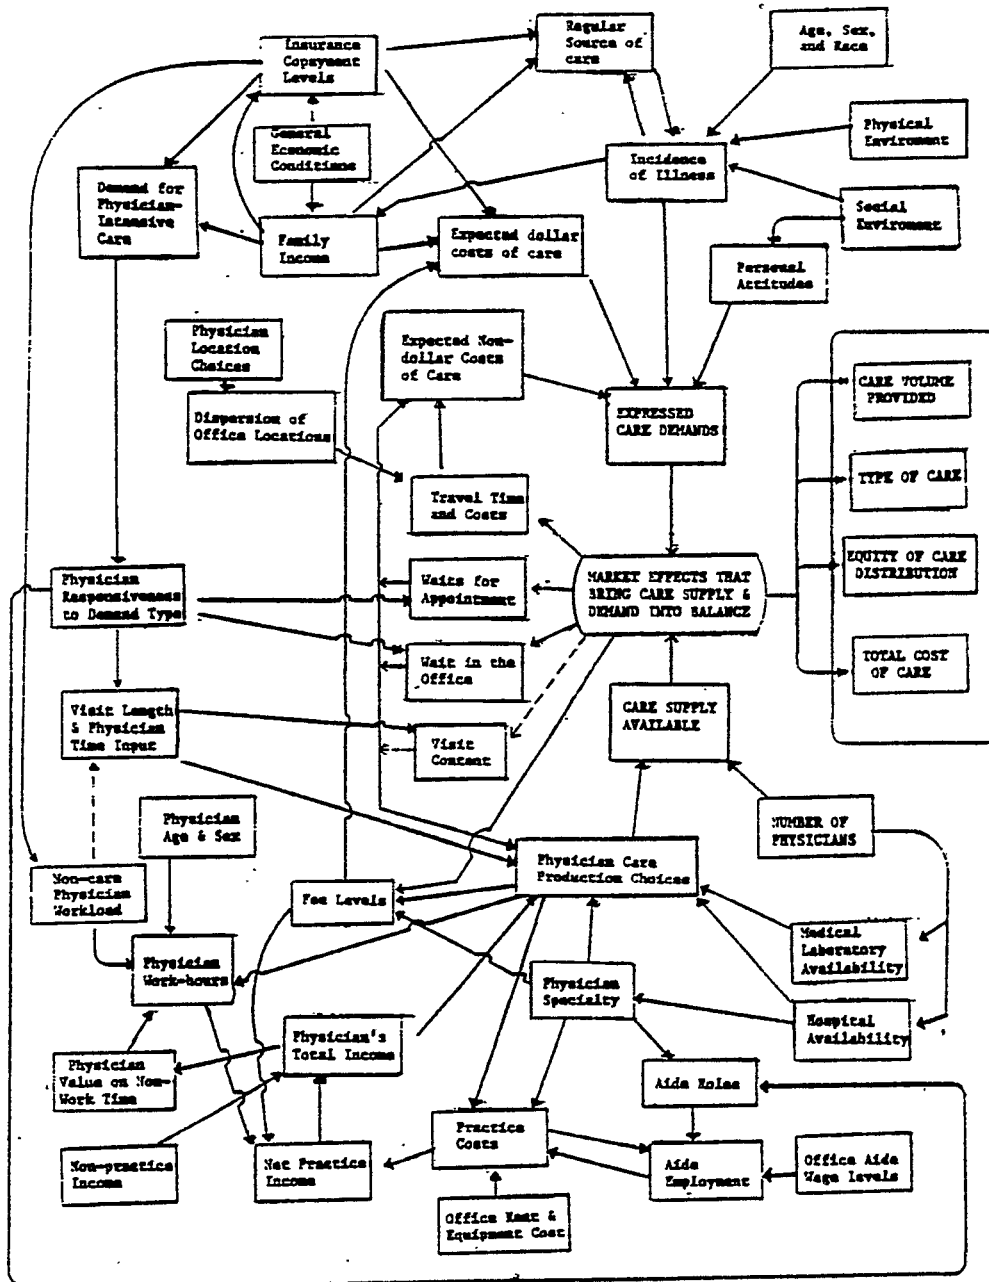 Insurance
Copayment
Levels
Regular
Source of
care
Age, Sex,
and Race
General
Economic
Conditions
Physical
Enviroment
Demand for
Physician-
Intensive
Care
Incidence
of Illness
Social
Enviroment
Family
Income
Expected dollar
costs of care
Personal
Attitudes
Physician
Location
Choices
Expected Non-
dollar Costs
of Care
Dispersion of
Office Locations
EXPRESSED
CARE DEMANDS
CARE VOLUME
PROVIDED
Travel Time
and Costs
TYPE OF CARE
Physician
Responsiveness
to Demand Type
Waits for
Appointment
MARKET EFFECTS THAT
BRING CARE SUPPLY &
DEMAND INTO BALANCE
EQUITY OF CARE
DISTRIBUTION
Wait in the
Office
TOTAL COST
OF CARE
Visit Length
& Physician
Time Input
Visit
Content
CARE SUPPLY
AVAILABLE
Physician
Age & Sex
NUMBER OF
PHYSICIANS
Non-care
Physician
Workload
Fee Levels
Physician Care
Production Choices
Physician
Work-hours
Medical
Laboratory
Availability
Physician
Specialty
Hospital
Availability
Physician's
Total Income
Physician
Value on Non-
Work Time
Aide Roles
Non-practice
Income
Net Practice
Income
Practice
Costs
Aide
Employment
Office Aide
Wage Levels
Office Rent &
Equipment Cost